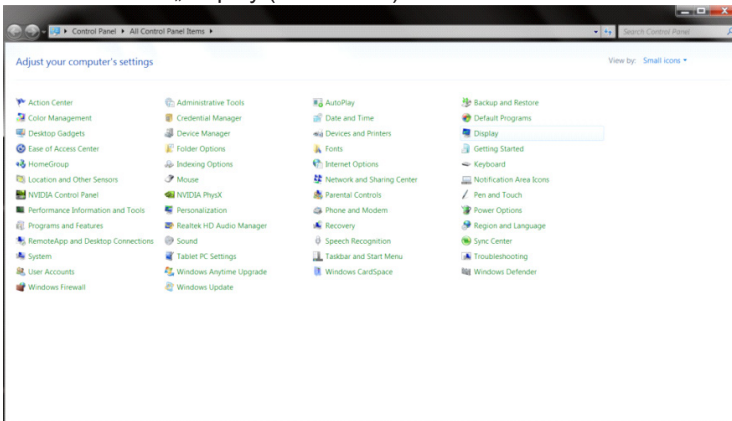 Control Panel ▸ All Control Panel Items ▸
Search Control Panel
Adjust your computer's settings
View by: Small icons
Action Center
Administrative Tools
AutoPlay
Backup and Restore
Color Management
Credential Manager
Date and Time
Default Programs
Desktop Gadgets
Device Manager
Devices and Printers
Display
Ease of Access Center
Folder Options
Fonts
Getting Started
HomeGroup
Indexing Options
Internet Options
Keyboard
Location and Other Sensors
Mouse
Network and Sharing Center
Notification Area Icons
NVIDIA Control Panel
NVIDIA PhysX
Parental Controls
Pen and Touch
Performance Information and Tools
Personalization
Phone and Modem
Power Options
Programs and Features
Realtek HD Audio Manager
Recovery
Region and Language
RemoteApp and Desktop Connections
Sound
Speech Recognition
Sync Center
System
Tablet PC Settings
Taskbar and Start Menu
Troubleshooting
User Accounts
Windows Anytime Upgrade
Windows CardSpace
Windows Defender
Windows Firewall
Windows Update